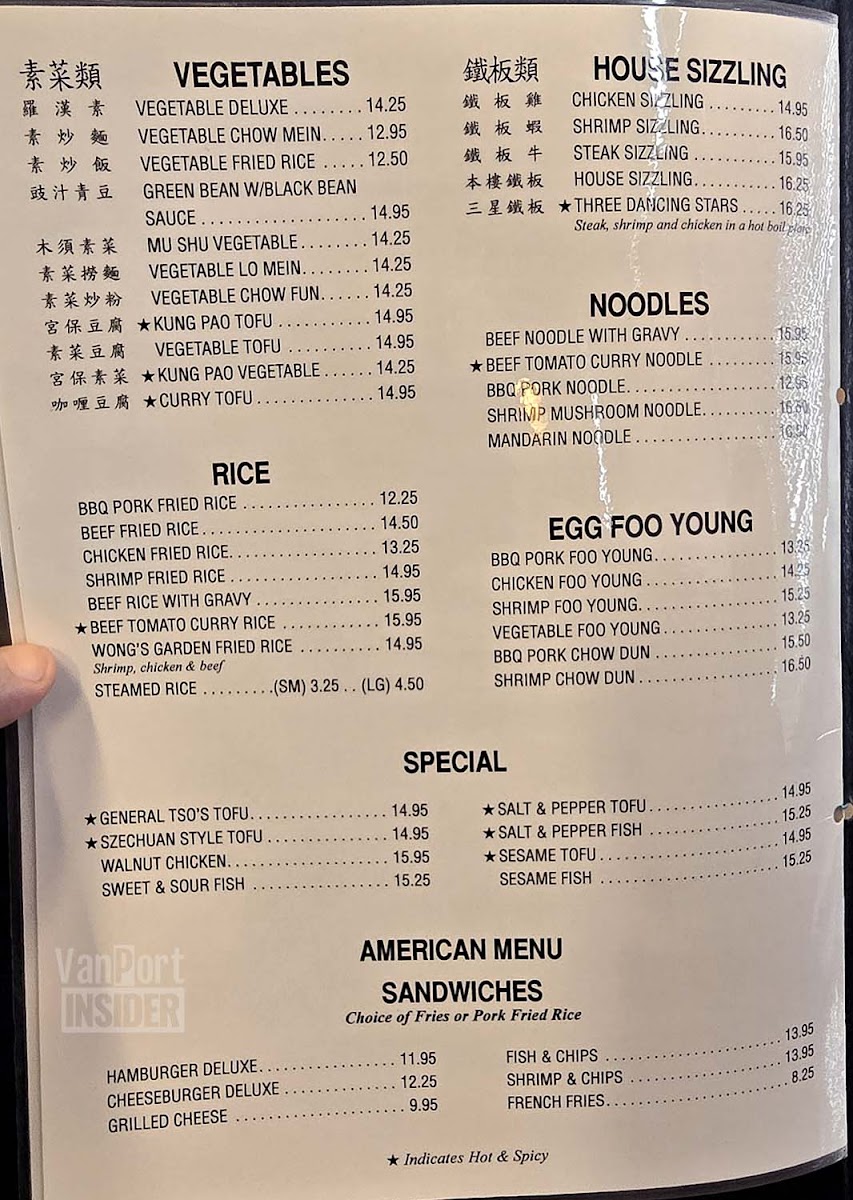 素菜類 VEGETABLES
羅漢素 VEGETABLE DELUXE ........ 14.25
素炒麵 VEGETABLE CHOW MEIN..... 12.95
素炒飯 VEGETABLE FRIED RICE ..... 12.50
豉汁青豆 GREEN BEAN W/BLACK BEAN
SAUCE ................... 14.95
木須素菜 MU SHU VEGETABLE........ 14.25
素菜撈麵 VEGETABLE LO MEIN........ 14.25
素菜炒粉 VEGETABLE CHOW FUN...... 14.25
宮保豆腐 ★KUNG PAO TOFU ........... 14.95
素菜豆腐 VEGETABLE TOFU .......... 14.95
宮保素菜 ★KUNG PAO VEGETABLE...... 14.25
咖喱豆腐 ★CURRY TOFU.............. 14.95
鐵板類 HOUSE SIZZLING
鐵板雞 CHICKEN SIZZLING ......... 14.95
鐵板蝦 SHRIMP SIZZLING.......... 16.50
鐵板牛 STEAK SIZZLING ........... 15.95
本樓鐵板 HOUSE SIZZLING........... 16.25
三星鐵板 ★THREE DANCING STARS ..... 16.25
Steak, shrimp and chicken in a hot boil
NOODLES
BEEF NOODLE WITH GRAVY ............ 15.95
★BEEF TOMATO CURRY NOODLE ......... 15.95
BBQ PORK NOODLE................... 12.95
SHRIMP MUSHROOM NOODLE......... 16.50
MANDARIN NOODLE .................. 16.50
RICE
BBQ PORK FRIED RICE ................ 12.25
BEEF FRIED RICE..................... 14.50
CHICKEN FRIED RICE.................. 13.25
SHRIMP FRIED RICE .................. 14.95
BEEF RICE WITH GRAVY ............... 15.95
★BEEF TOMATO CURRY RICE ............ 15.95
WONG'S GARDEN FRIED RICE .......... 14.95
Shrimp, chicken & beef
STEAMED RICE .........(SM) 3.25 . . (LG) 4.50
EGG FOO YOUNG
BBQ PORK FOO YOUNG............... 13.25
CHICKEN FOO YOUNG ................ 14.25
SHRIMP FOO YOUNG................. 15.25
VEGETABLE FOO YOUNG.............. 13.25
BBQ PORK CHOW DUN ............... 15.50
SHRIMP CHOW DUN ................. 16.50
SPECIAL
★GENERAL TSO'S TOFU................. 14.95
★SZECHUAN STYLE TOFU ............... 14.95
WALNUT CHICKEN.................... 15.95
SWEET & SOUR FISH ................. 15.25
★SALT & PEPPER TOFU................ 14.95
★SALT & PEPPER FISH ................ 15.25
★SESAME TOFU...................... 14.95
SESAME FISH ...................... 15.25
AMERICAN MENU
SANDWICHES
Choice of Fries or Pork Fried Rice
HAMBURGER DELUXE................. 11.95
CHEESEBURGER DELUXE .............. 12.25
GRILLED CHEESE .................... 9.95
FISH & CHIPS ...................... 13.95
SHRIMP & CHIPS .................... 13.95
FRENCH FRIES...................... 8.25
★ Indicates Hot & Spicy
VanPort
INSIDER